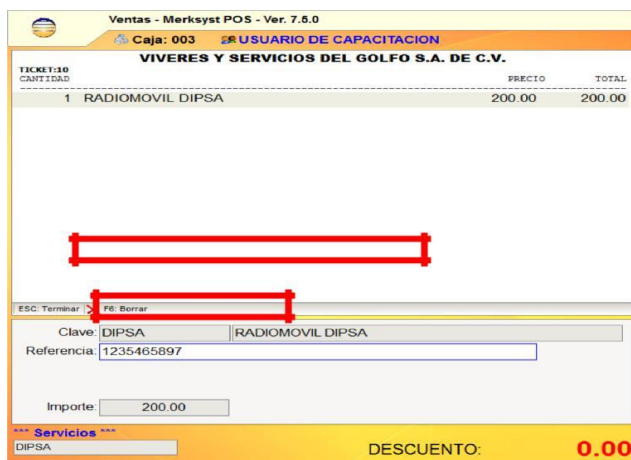 Ventas - Merksyst POS - Ver. 7.5.0
Caja: 003 USUARIO DE CAPACITACION
VIVERES Y SERVICIOS DEL GOLFO S.A. DE C.V.
TICKET:10
CANTIDAD PRECIO TOTAL
1 RADIOMOVIL DIPSA 200.00 200.00
ESC: Terminar F6: Borrar
Clave: DIPSA RADIOMOVIL DIPSA
Referencia: 1235465897
Importe: 200.00
*** Servicios ***
DIPSA DESCUENTO: 0.00